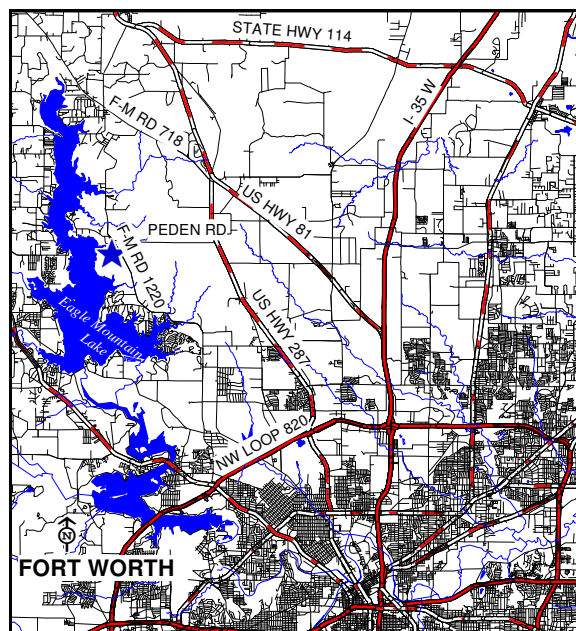 STATE HWY 114
I- 35 W
F-M RD 718
US HWY 81
PEDEN RD.
F-M RD 1220
US HWY 287
Eagle Mountain
Lake
NW LOOP 820
N
FORT WORTH